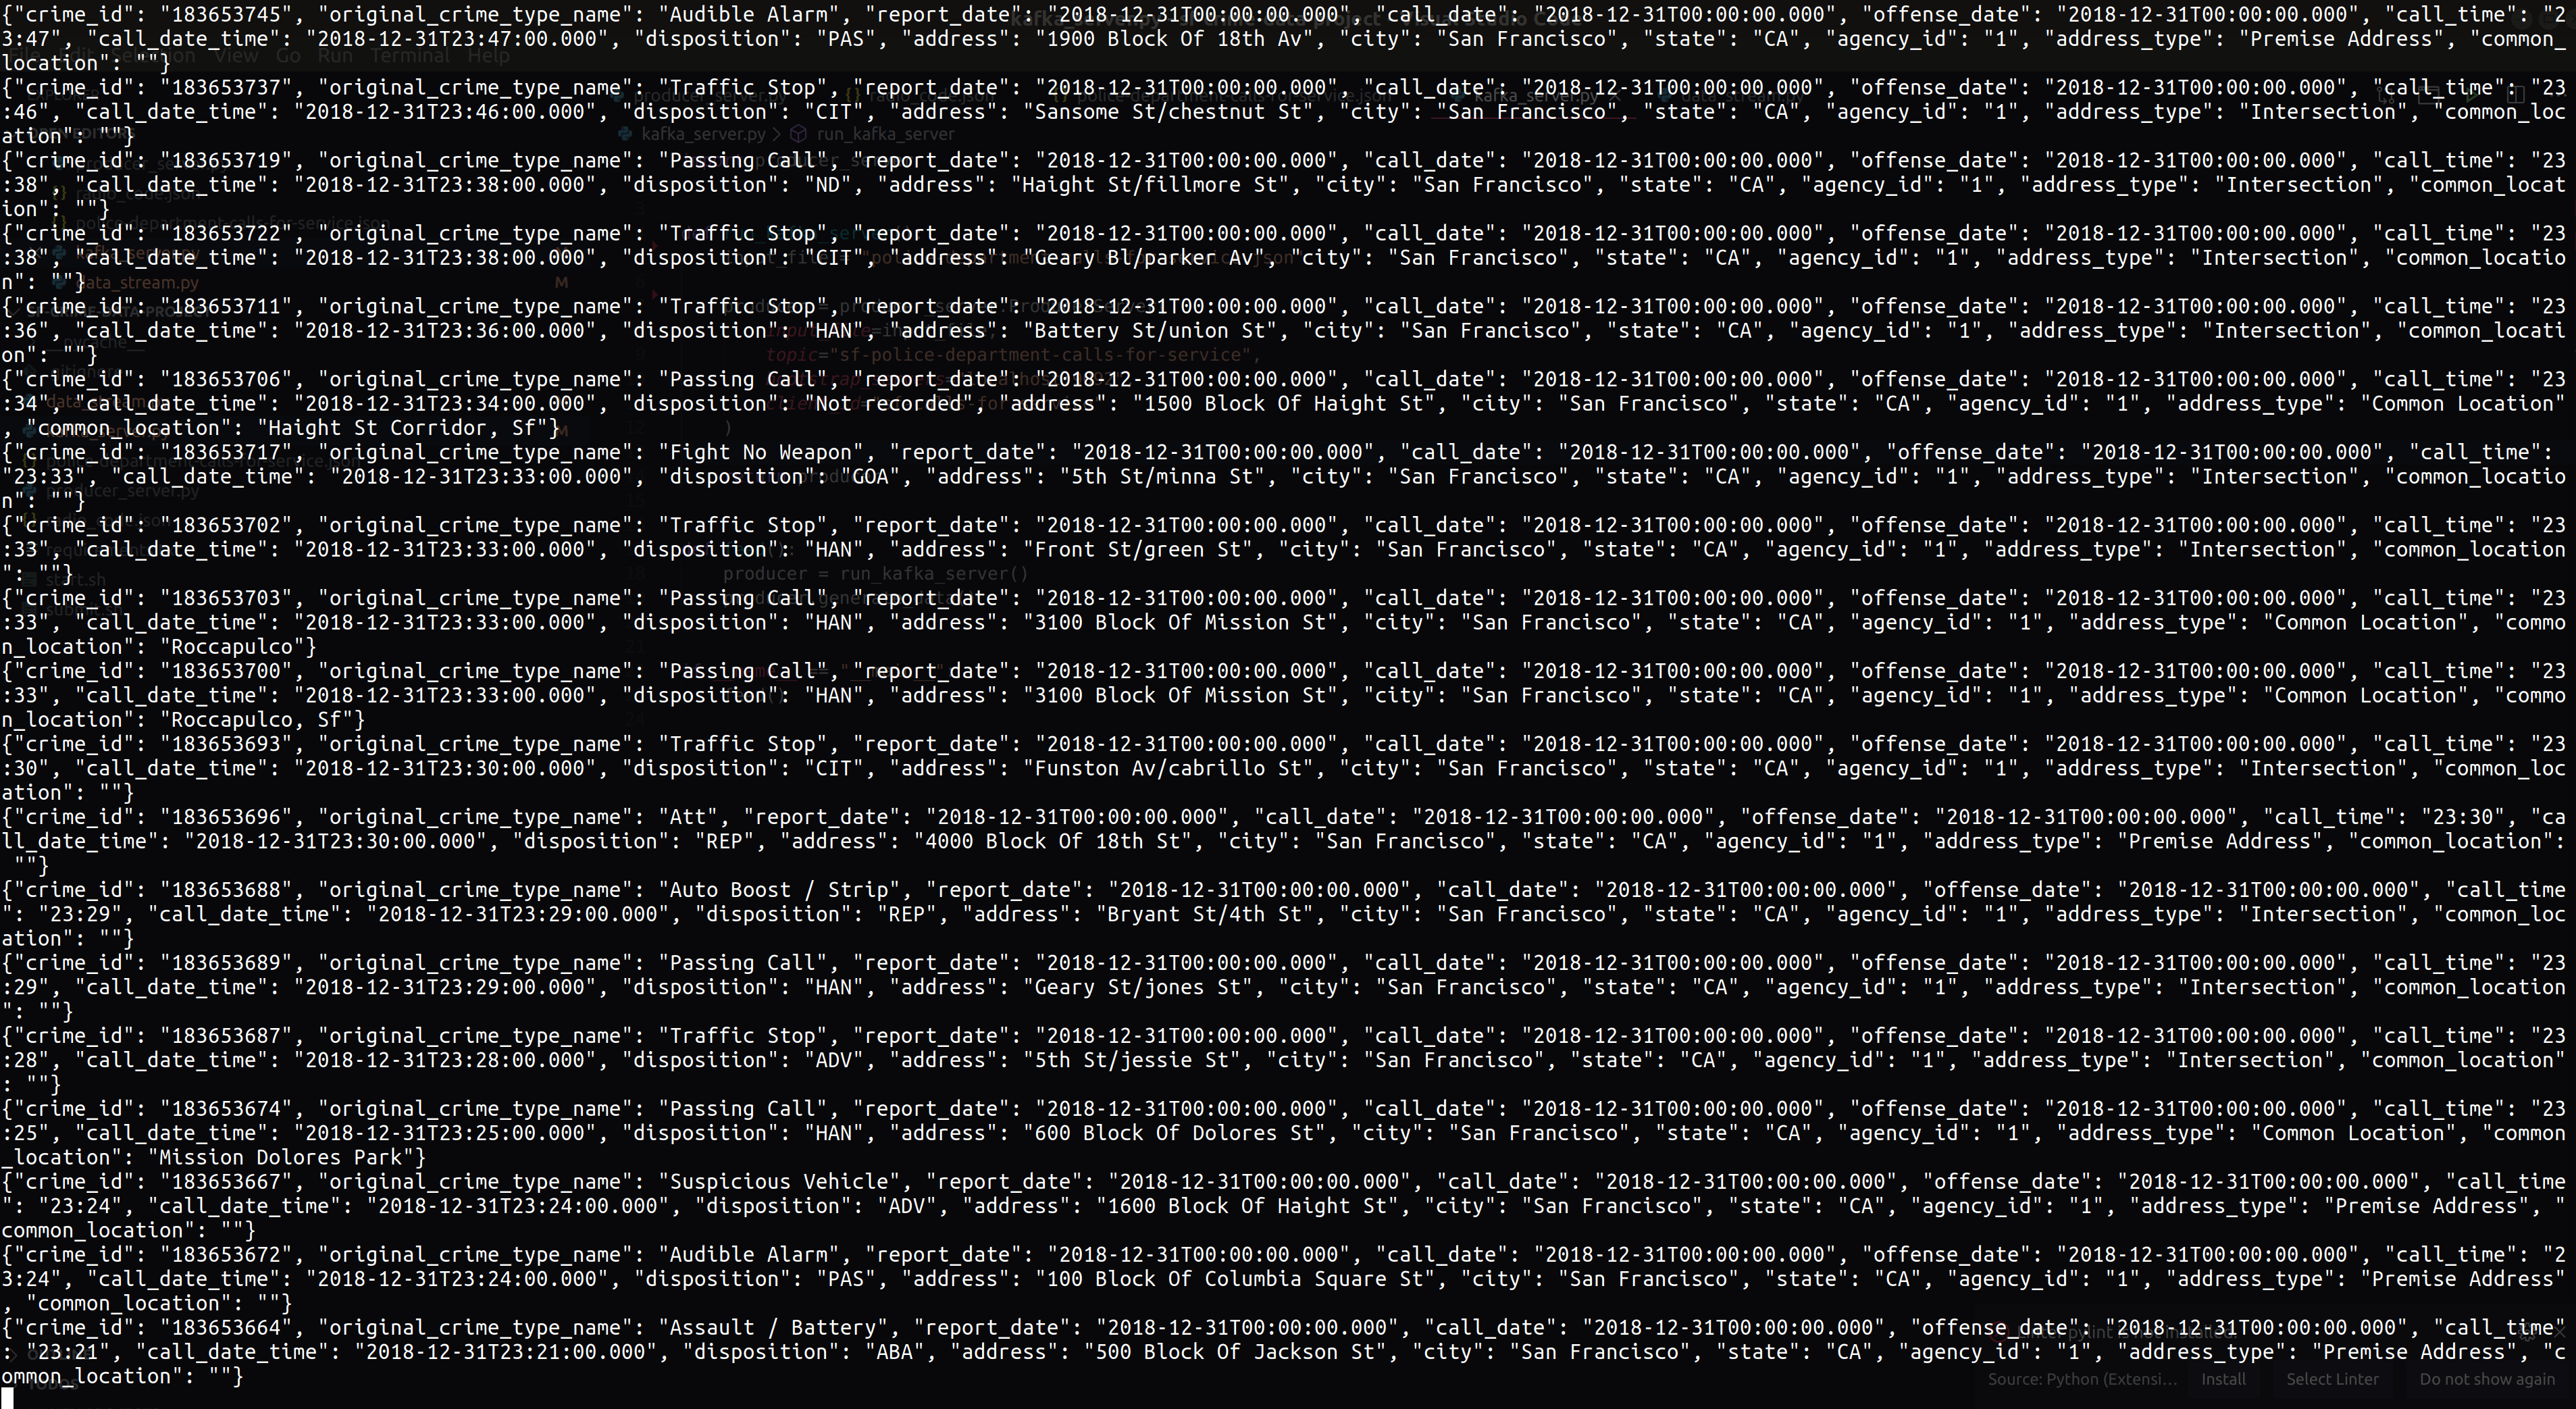 {"crime_id": "183653745", "original_crime_type_name": "Audible Alarm", "report_date": "2018-12-31T00:00:00.000", "call_date": "2018-12-31T00:00:00.000", "offense_date": "2018-12-31T00:00:00.000", "call_time": "2
3:47", "call_date_time": "2018-12-31T23:47:00.000", "disposition": "PAS", "address": "1900 Block Of 18th Av", "city": "San Francisco", "state": "CA", "agency_id": "1", "address_type": "Premise Address", "common_
location": ""}
{"crime_id": "183653737", "original_crime_type_name": "Traffic Stop", "report_date": "2018-12-31T00:00:00.000", "call_date": "2018-12-31T00:00:00.000", "offense_date": "2018-12-31T00:00:00.000", "call_time": "23
:46", "call_date_time": "2018-12-31T23:46:00.000", "disposition": "CIT", "address": "Sansome St/chestnut St", "city": "San Francisco", "state": "CA", "agency_id": "1", "address_type": "Intersection", "common_loc
ation": ""}
{"crime_id": "183653719", "original_crime_type_name": "Passing Call", "report_date": "2018-12-31T00:00:00.000", "call_date": "2018-12-31T00:00:00.000", "offense_date": "2018-12-31T00:00:00.000", "call_time": "23
:38", "call_date_time": "2018-12-31T23:38:00.000", "disposition": "ND", "address": "Haight St/fillmore St", "city": "San Francisco", "state": "CA", "agency_id": "1", "address_type": "Intersection", "common_locat
ion": ""}
{"crime_id": "183653722", "original_crime_type_name": "Traffic Stop", "report_date": "2018-12-31T00:00:00.000", "call_date": "2018-12-31T00:00:00.000", "offense_date": "2018-12-31T00:00:00.000", "call_time": "23
:38", "call_date_time": "2018-12-31T23:38:00.000", "disposition": "CIT", "address": "Geary Bl/parker Av", "city": "San Francisco", "state": "CA", "agency_id": "1", "address_type": "Intersection", "common_locatio
n": ""}
{"crime_id": "183653711", "original_crime_type_name": "Traffic Stop", "report_date": "2018-12-31T00:00:00.000", "call_date": "2018-12-31T00:00:00.000", "offense_date": "2018-12-31T00:00:00.000", "call_time": "23
:36", "call_date_time": "2018-12-31T23:36:00.000", "disposition": "HAN", "address": "Battery St/union St", "city": "San Francisco", "state": "CA", "agency_id": "1", "address_type": "Intersection", "common_locati
on": ""}
{"crime_id": "183653706", "original_crime_type_name": "Passing Call", "report_date": "2018-12-31T00:00:00.000", "call_date": "2018-12-31T00:00:00.000", "offense_date": "2018-12-31T00:00:00.000", "call_time": "23
:34", "call_date_time": "2018-12-31T23:34:00.000", "disposition": "Not recorded", "address": "1500 Block Of Haight St", "city": "San Francisco", "state": "CA", "agency_id": "1", "address_type": "Common Location"
, "common_location": "Haight St Corridor, Sf"}
{"crime_id": "183653717", "original_crime_type_name": "Fight No Weapon", "report_date": "2018-12-31T00:00:00.000", "call_date": "2018-12-31T00:00:00.000", "offense_date": "2018-12-31T00:00:00.000", "call_time":
"23:33", "call_date_time": "2018-12-31T23:33:00.000", "disposition": "GOA", "address": "5th St/minna St", "city": "San Francisco", "state": "CA", "agency_id": "1", "address_type": "Intersection", "common_locatio
n": ""}
{"crime_id": "183653702", "original_crime_type_name": "Traffic Stop", "report_date": "2018-12-31T00:00:00.000", "call_date": "2018-12-31T00:00:00.000", "offense_date": "2018-12-31T00:00:00.000", "call_time": "23
:33", "call_date_time": "2018-12-31T23:33:00.000", "disposition": "HAN", "address": "Front St/green St", "city": "San Francisco", "state": "CA", "agency_id": "1", "address_type": "Intersection", "common_location
": ""}
{"crime_id": "183653703", "original_crime_type_name": "Passing Call", "report_date": "2018-12-31T00:00:00.000", "call_date": "2018-12-31T00:00:00.000", "offense_date": "2018-12-31T00:00:00.000", "call_time": "23
:33", "call_date_time": "2018-12-31T23:33:00.000", "disposition": "HAN", "address": "3100 Block Of Mission St", "city": "San Francisco", "state": "CA", "agency_id": "1", "address_type": "Common Location", "commo
n_location": "Roccapulco"}
{"crime_id": "183653700", "original_crime_type_name": "Passing Call", "report_date": "2018-12-31T00:00:00.000", "call_date": "2018-12-31T00:00:00.000", "offense_date": "2018-12-31T00:00:00.000", "call_time": "23
:33", "call_date_time": "2018-12-31T23:33:00.000", "disposition": "HAN", "address": "3100 Block Of Mission St", "city": "San Francisco", "state": "CA", "agency_id": "1", "address_type": "Common Location", "commo
n_location": "Roccapulco, Sf"}
{"crime_id": "183653693", "original_crime_type_name": "Traffic Stop", "report_date": "2018-12-31T00:00:00.000", "call_date": "2018-12-31T00:00:00.000", "offense_date": "2018-12-31T00:00:00.000", "call_time": "23
:30", "call_date_time": "2018-12-31T23:30:00.000", "disposition": "CIT", "address": "Funston Av/cabrillo St", "city": "San Francisco", "state": "CA", "agency_id": "1", "address_type": "Intersection", "common_loc
ation": ""}
{"crime_id": "183653696", "original_crime_type_name": "Att", "report_date": "2018-12-31T00:00:00.000", "call_date": "2018-12-31T00:00:00.000", "offense_date": "2018-12-31T00:00:00.000", "call_time": "23:30", "ca
ll_date_time": "2018-12-31T23:30:00.000", "disposition": "REP", "address": "4000 Block Of 18th St", "city": "San Francisco", "state": "CA", "agency_id": "1", "address_type": "Premise Address", "common_location":
 ""}
{"crime_id": "183653688", "original_crime_type_name": "Auto Boost / Strip", "report_date": "2018-12-31T00:00:00.000", "call_date": "2018-12-31T00:00:00.000", "offense_date": "2018-12-31T00:00:00.000", "call_time
": "23:29", "call_date_time": "2018-12-31T23:29:00.000", "disposition": "REP", "address": "Bryant St/4th St", "city": "San Francisco", "state": "CA", "agency_id": "1", "address_type": "Intersection", "common_loc
ation": ""}
{"crime_id": "183653689", "original_crime_type_name": "Passing Call", "report_date": "2018-12-31T00:00:00.000", "call_date": "2018-12-31T00:00:00.000", "offense_date": "2018-12-31T00:00:00.000", "call_time": "23
:29", "call_date_time": "2018-12-31T23:29:00.000", "disposition": "HAN", "address": "Geary St/jones St", "city": "San Francisco", "state": "CA", "agency_id": "1", "address_type": "Intersection", "common_location
": ""}
{"crime_id": "183653687", "original_crime_type_name": "Traffic Stop", "report_date": "2018-12-31T00:00:00.000", "call_date": "2018-12-31T00:00:00.000", "offense_date": "2018-12-31T00:00:00.000", "call_time": "23
:28", "call_date_time": "2018-12-31T23:28:00.000", "disposition": "ADV", "address": "5th St/jessie St", "city": "San Francisco", "state": "CA", "agency_id": "1", "address_type": "Intersection", "common_location"
: ""}
{"crime_id": "183653674", "original_crime_type_name": "Passing Call", "report_date": "2018-12-31T00:00:00.000", "call_date": "2018-12-31T00:00:00.000", "offense_date": "2018-12-31T00:00:00.000", "call_time": "23
:25", "call_date_time": "2018-12-31T23:25:00.000", "disposition": "HAN", "address": "600 Block Of Dolores St", "city": "San Francisco", "state": "CA", "agency_id": "1", "address_type": "Common Location", "common
_location": "Mission Dolores Park"}
{"crime_id": "183653667", "original_crime_type_name": "Suspicious Vehicle", "report_date": "2018-12-31T00:00:00.000", "call_date": "2018-12-31T00:00:00.000", "offense_date": "2018-12-31T00:00:00.000", "call_time
": "23:24", "call_date_time": "2018-12-31T23:24:00.000", "disposition": "ADV", "address": "1600 Block Of Haight St", "city": "San Francisco", "state": "CA", "agency_id": "1", "address_type": "Premise Address", "
common_location": ""}
{"crime_id": "183653672", "original_crime_type_name": "Audible Alarm", "report_date": "2018-12-31T00:00:00.000", "call_date": "2018-12-31T00:00:00.000", "offense_date": "2018-12-31T00:00:00.000", "call_time": "2
3:24", "call_date_time": "2018-12-31T23:24:00.000", "disposition": "PAS", "address": "100 Block Of Columbia Square St", "city": "San Francisco", "state": "CA", "agency_id": "1", "address_type": "Premise Address"
, "common_location": ""}
{"crime_id": "183653664", "original_crime_type_name": "Assault / Battery", "report_date": "2018-12-31T00:00:00.000", "call_date": "2018-12-31T00:00:00.000", "offense_date": "2018-12-31T00:00:00.000", "call_time"
: "23:21", "call_date_time": "2018-12-31T23:21:00.000", "disposition": "ABA", "address": "500 Block Of Jackson St", "city": "San Francisco", "state": "CA", "agency_id": "1", "address_type": "Premise Address", "c
ommon_location": ""}
Source: Python (Extensi... Install Select Linter Do not show again